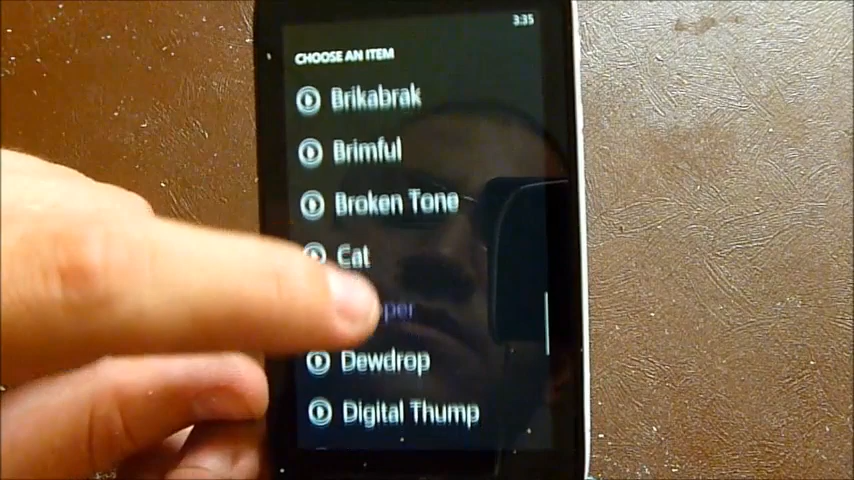 3:35
CHOOSE AN ITEM
Brikabrak
Brimful
Broken Tone
Cat
Dewdrop
Digital Thump